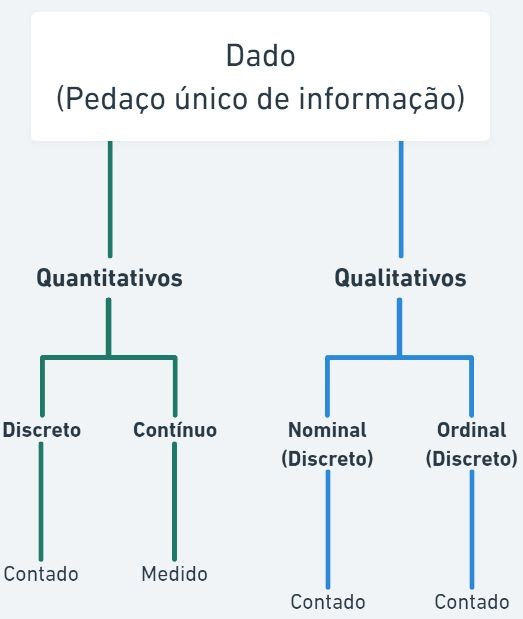 Dado
(Pedaço único de informação)
Quantitativos
Qualitativos
Discreto
Contínuo
Nominal
(Discreto)
Ordinal
(Discreto)
Contado
Medido
Contado
Contado